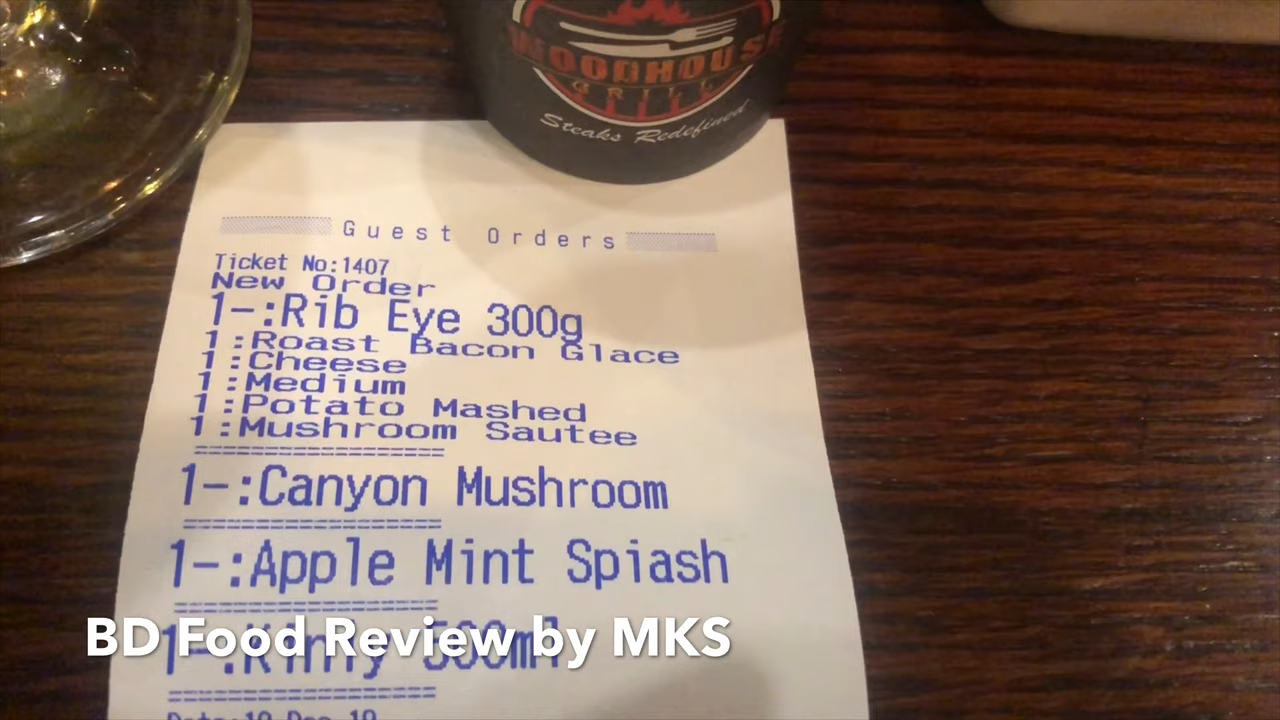 WOODHOUSE
GRILL
Steaks Redefined
Guest Orders
Ticket No:1407
New Order
1-:Rib Eye 300g
1:Roast Bacon Glace
1:Cheese
1:Medium
1:Potato Mashed
1:Mushroom Sautee
1-:Canyon Mushroom
1-:Apple Mint Spiash
1-: 500ml
BD Food Review by MKS